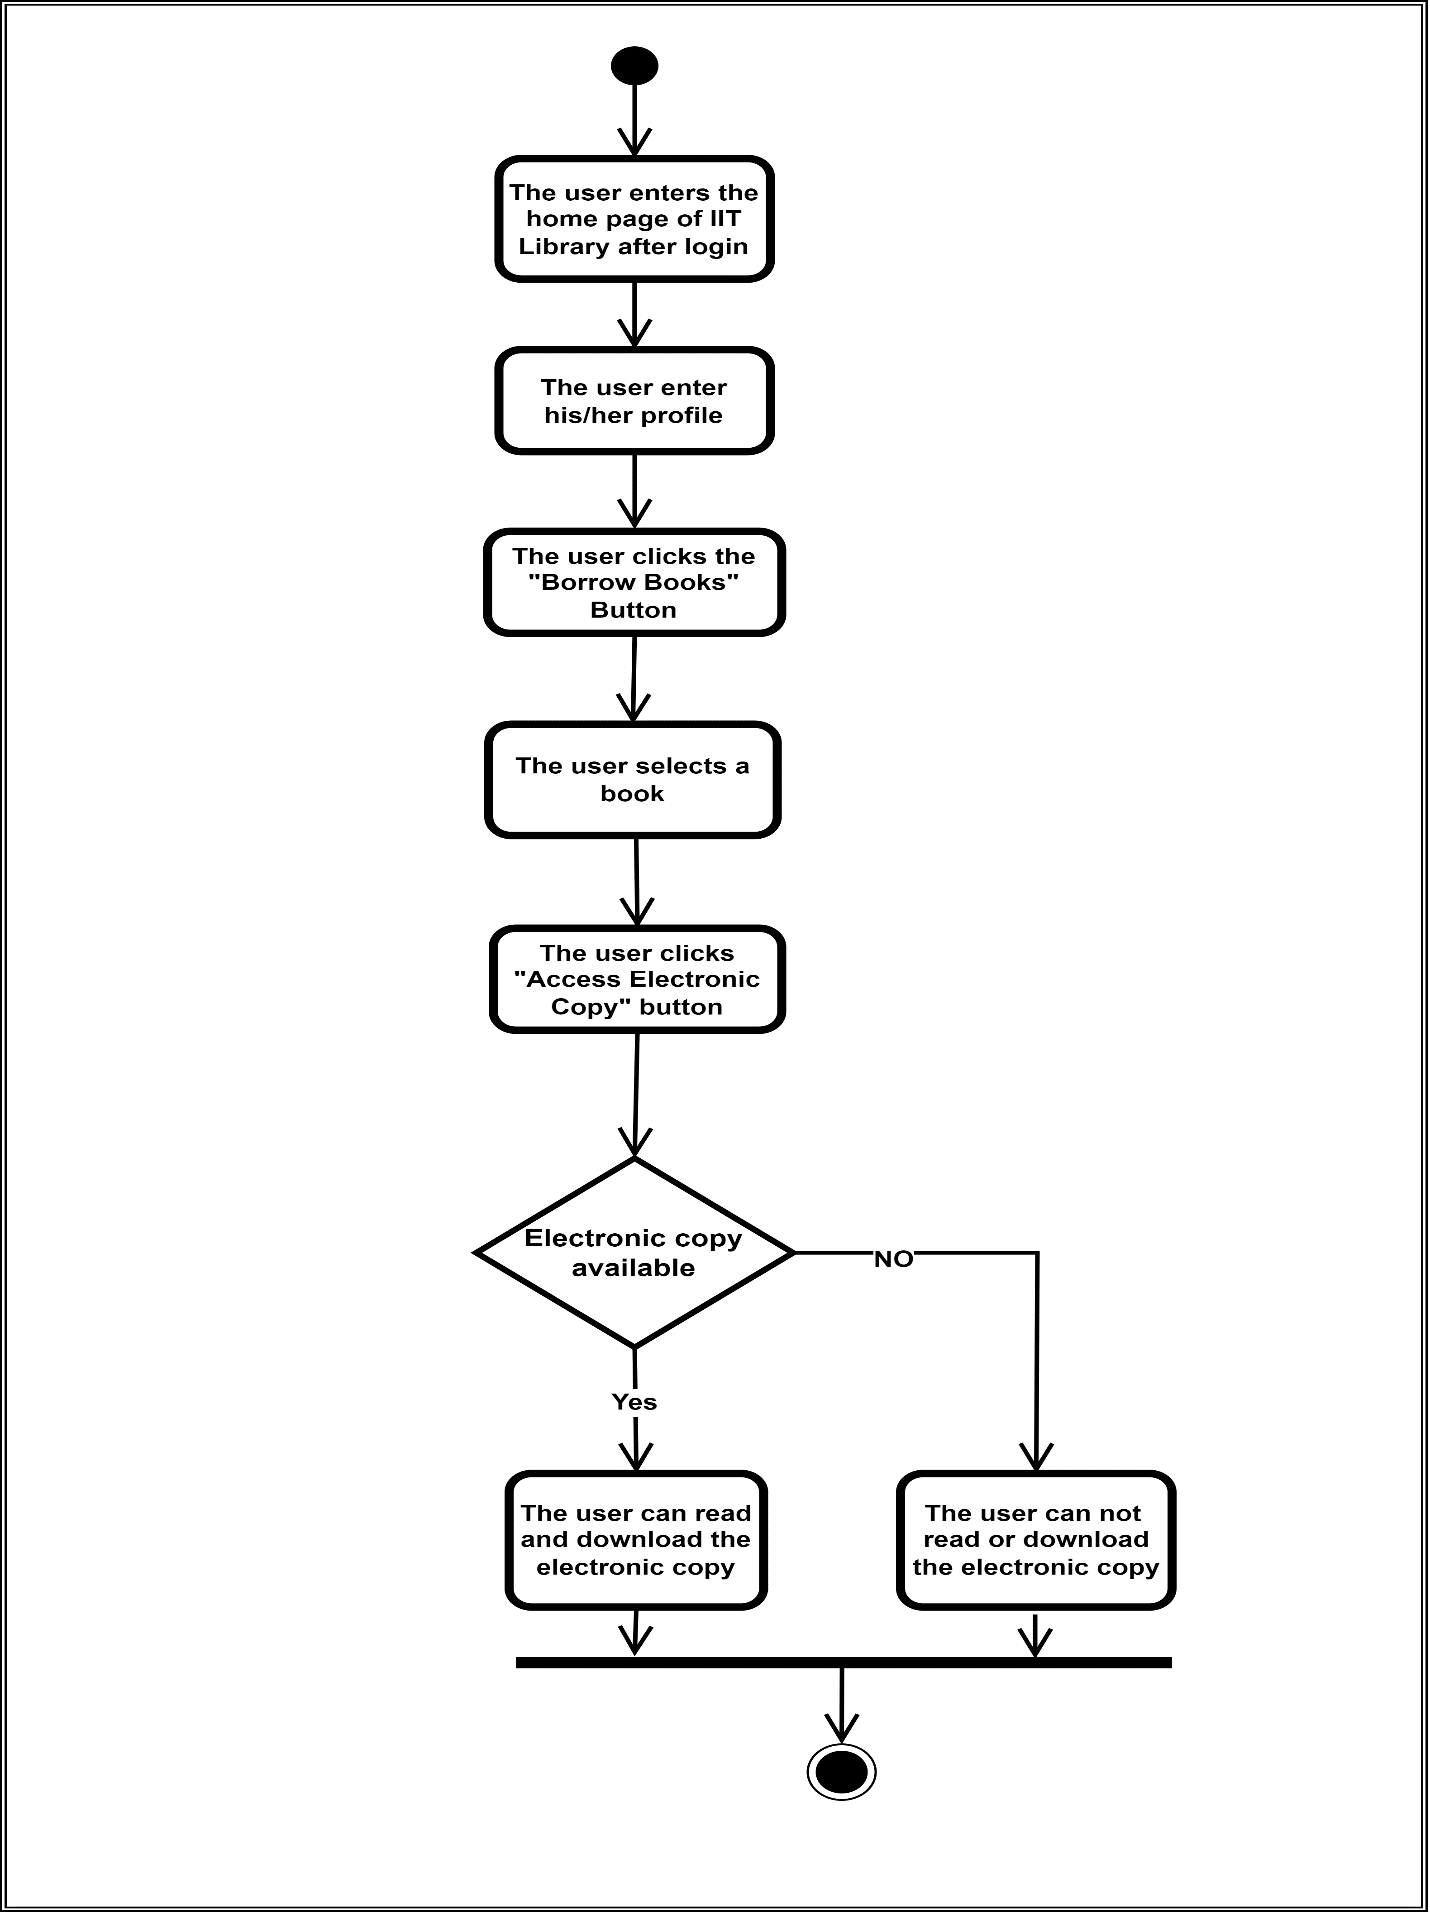 The user enters the
home page of IIT
Library after login
The user enter
his/her profile
The user clicks the
"Borrow Books"
Button
The user selects a
book
The user clicks
"Access Electronic
Copy" button
Electronic copy
available
NO
Yes
The user can read
and download the
electronic copy
The user can not
read or download
the electronic copy